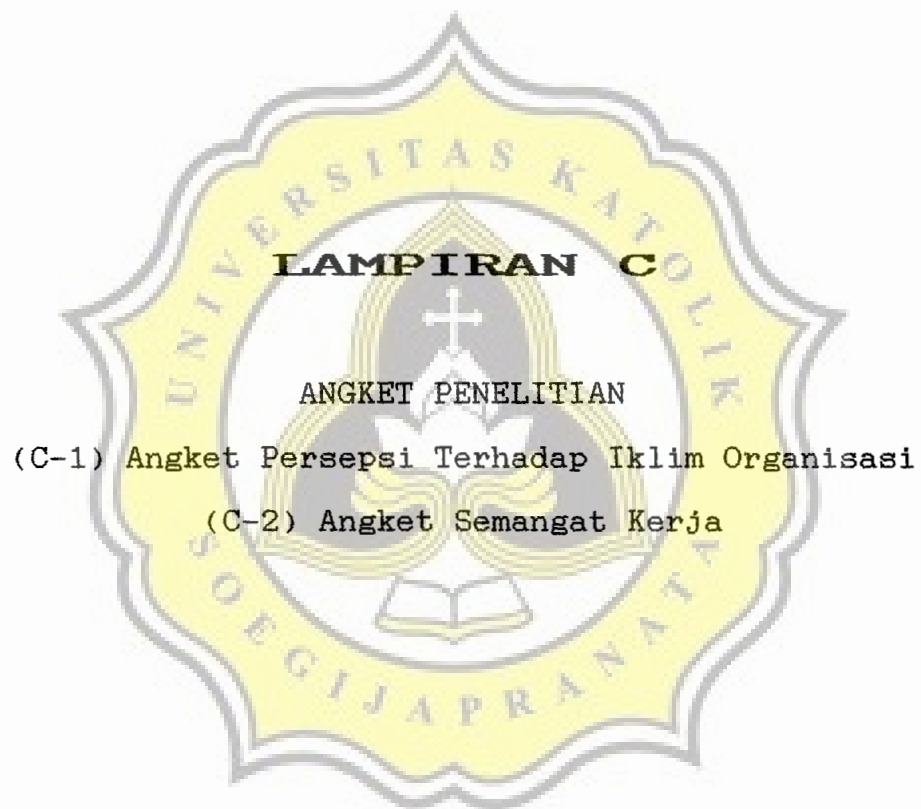 UNIVERSITAS KATOLIK
LAMPIRAN C
ANGKET PENELITIAN
(C-1) Angket Persepsi Terhadap Iklim Organisasi
(C-2) Angket Semangat Kerja
SOEGIJAPRANATA